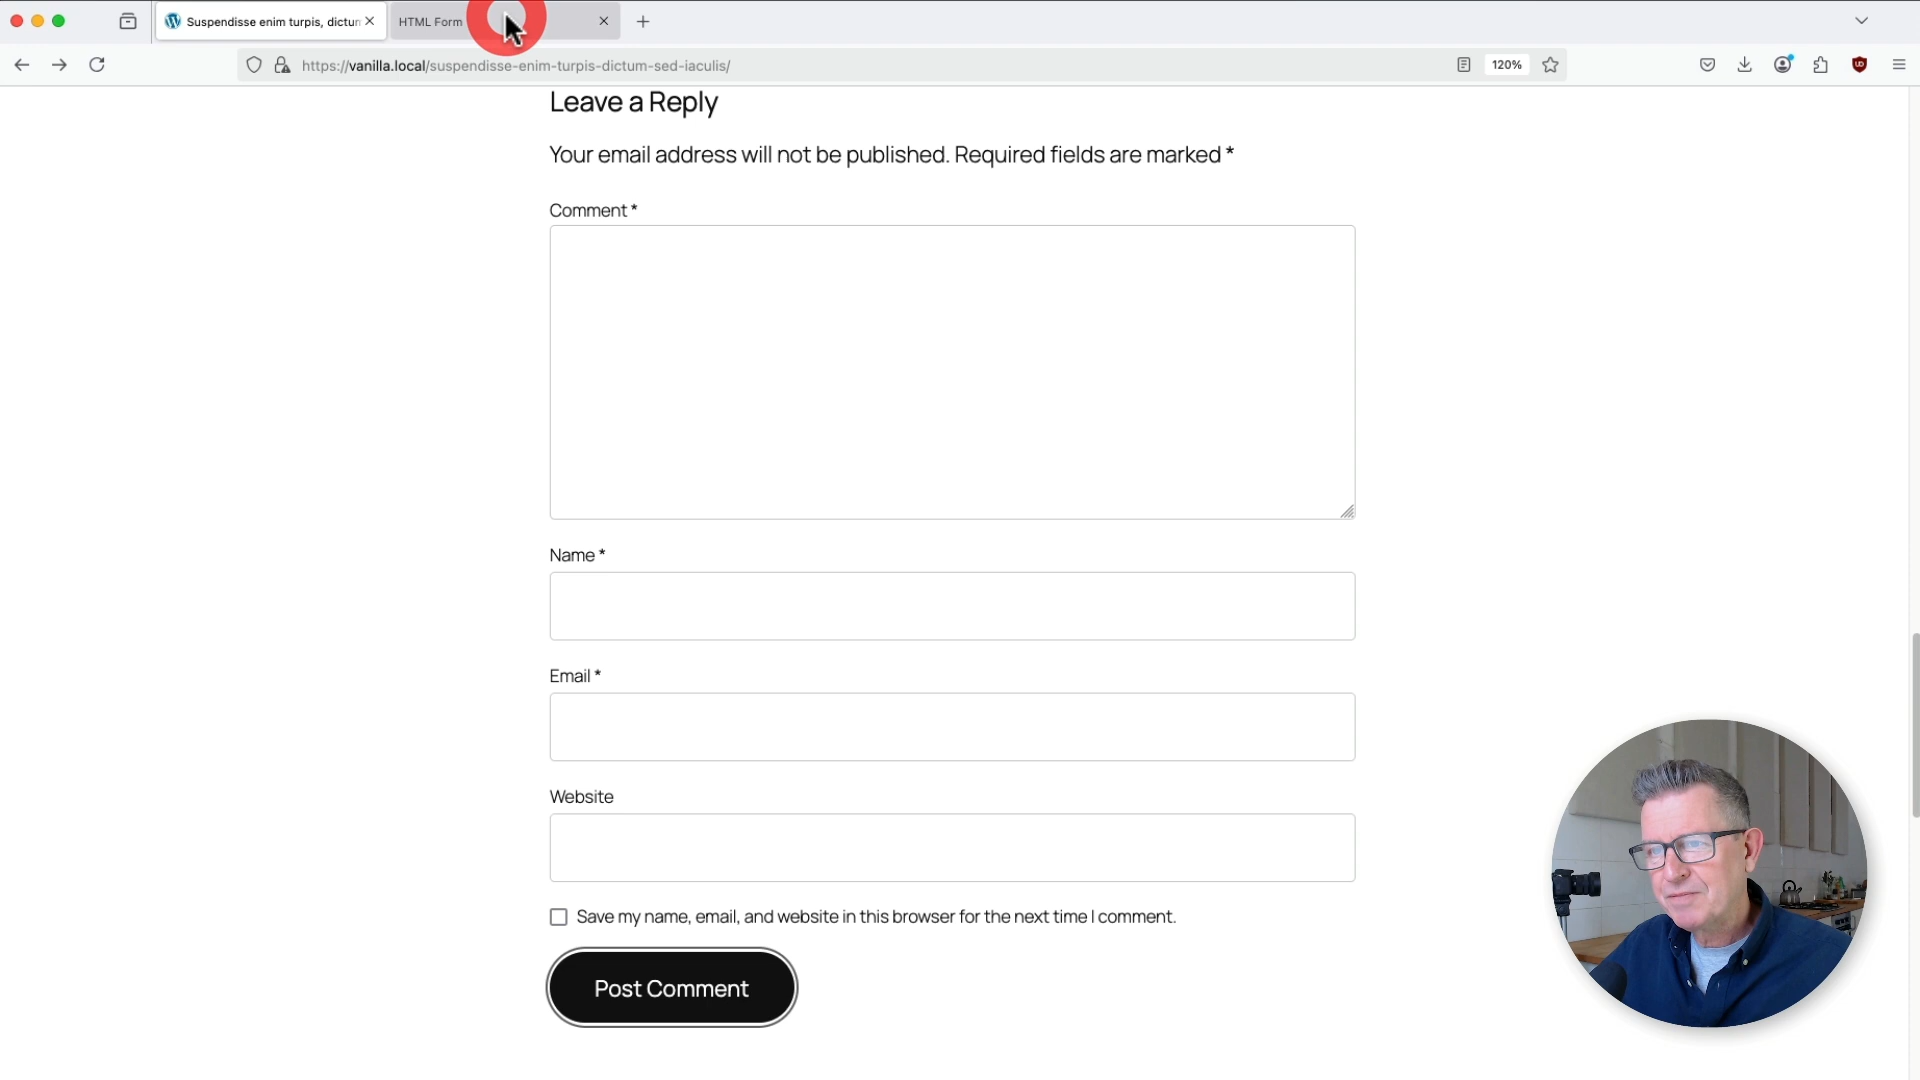 Suspendisse enim turpis, dictun
HTML Form
https://vanilla.local/suspendisse-enim-turpis-dictum-sed-iaculis/
120%
Leave a Reply
Your email address will not be published. Required fields are marked *
Comment *
Name *
Email *
Website
Save my name, email, and website in this browser for the next time I comment.
Post Comment